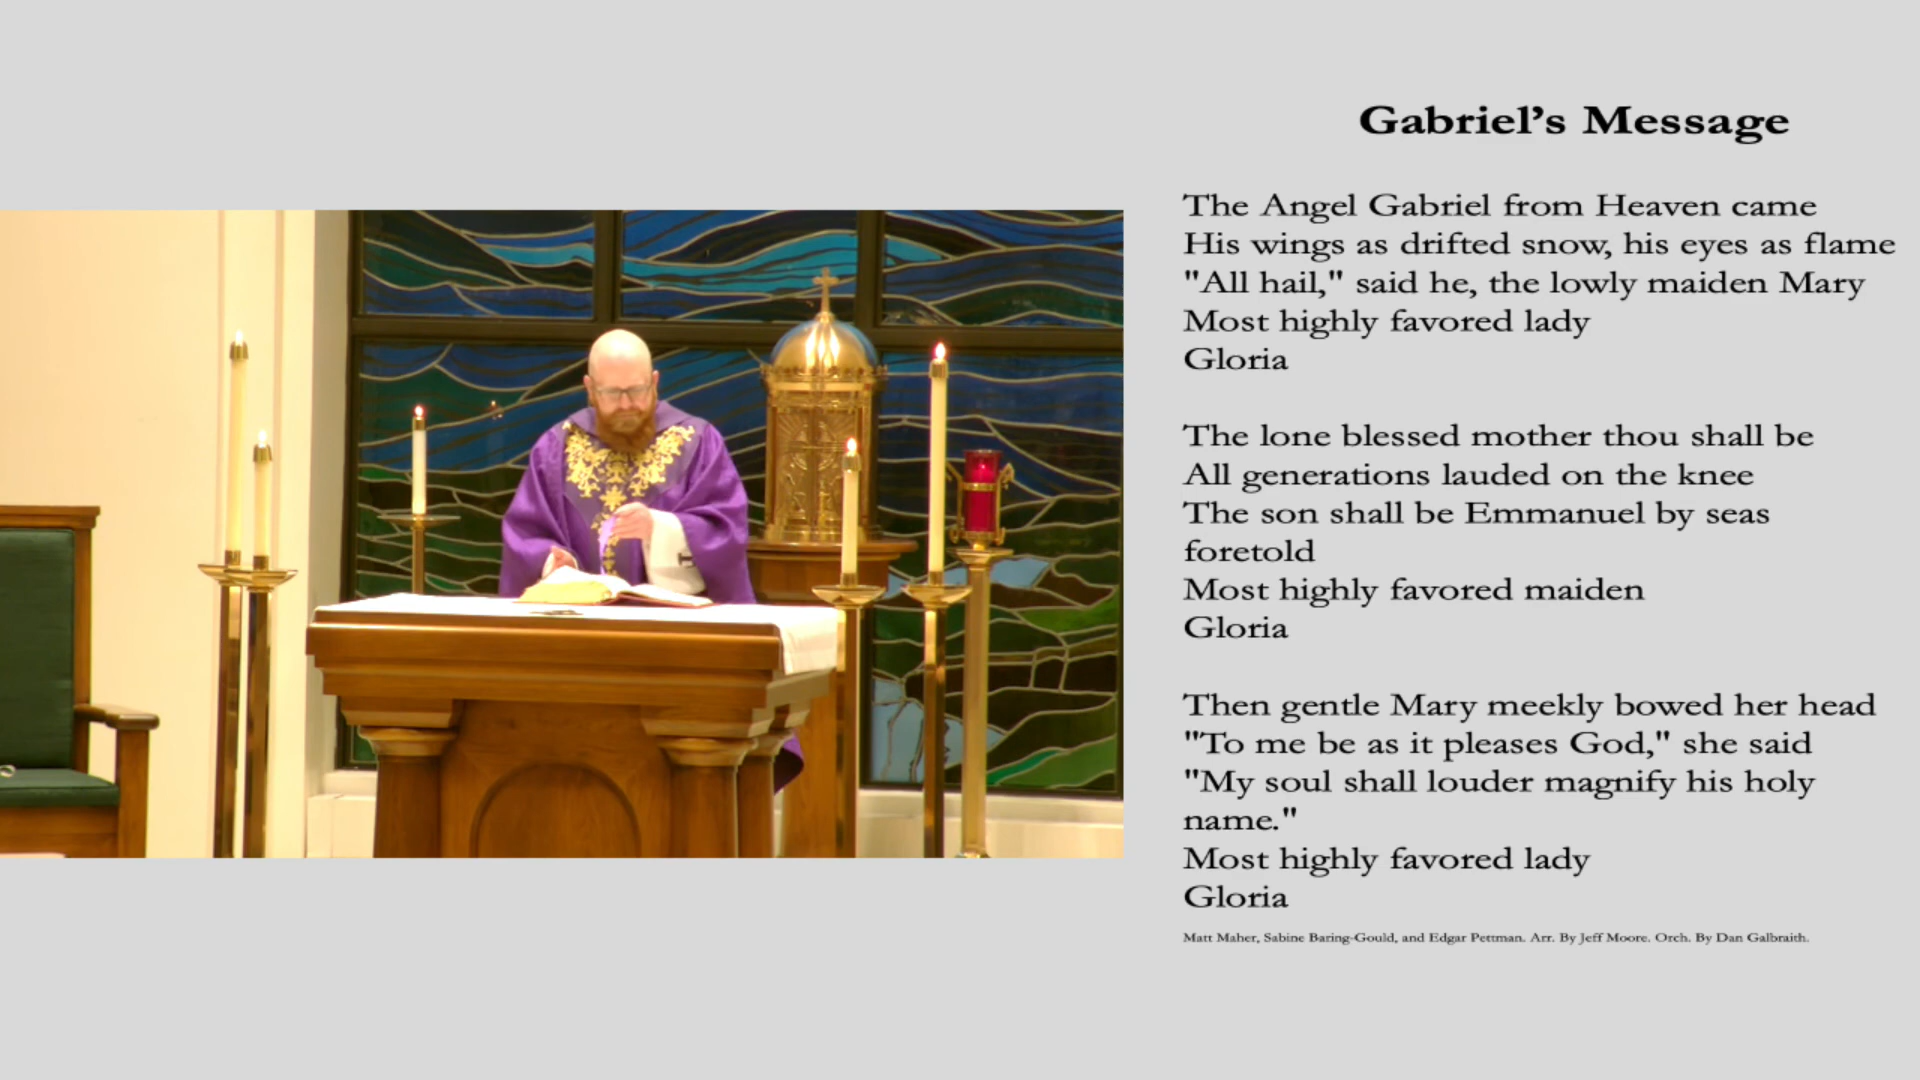 Gabriel’s Message
The Angel Gabriel from Heaven came
His wings as drifted snow, his eyes as flame
"All hail," said he, the lowly maiden Mary
Most highly favored lady
Gloria
The lone blessed mother thou shall be
All generations lauded on the knee
The son shall be Emmanuel by seas
foretold
Most highly favored maiden
Gloria
Then gentle Mary meekly bowed her head
"To me be as it pleases God," she said
"My soul shall louder magnify his holy
name."
Most highly favored lady
Gloria
Matt Maher, Sabine Baring-Gould, and Edgar Pettman. Arr. By Jeff Moore. Orch. By Dan Galbraith.